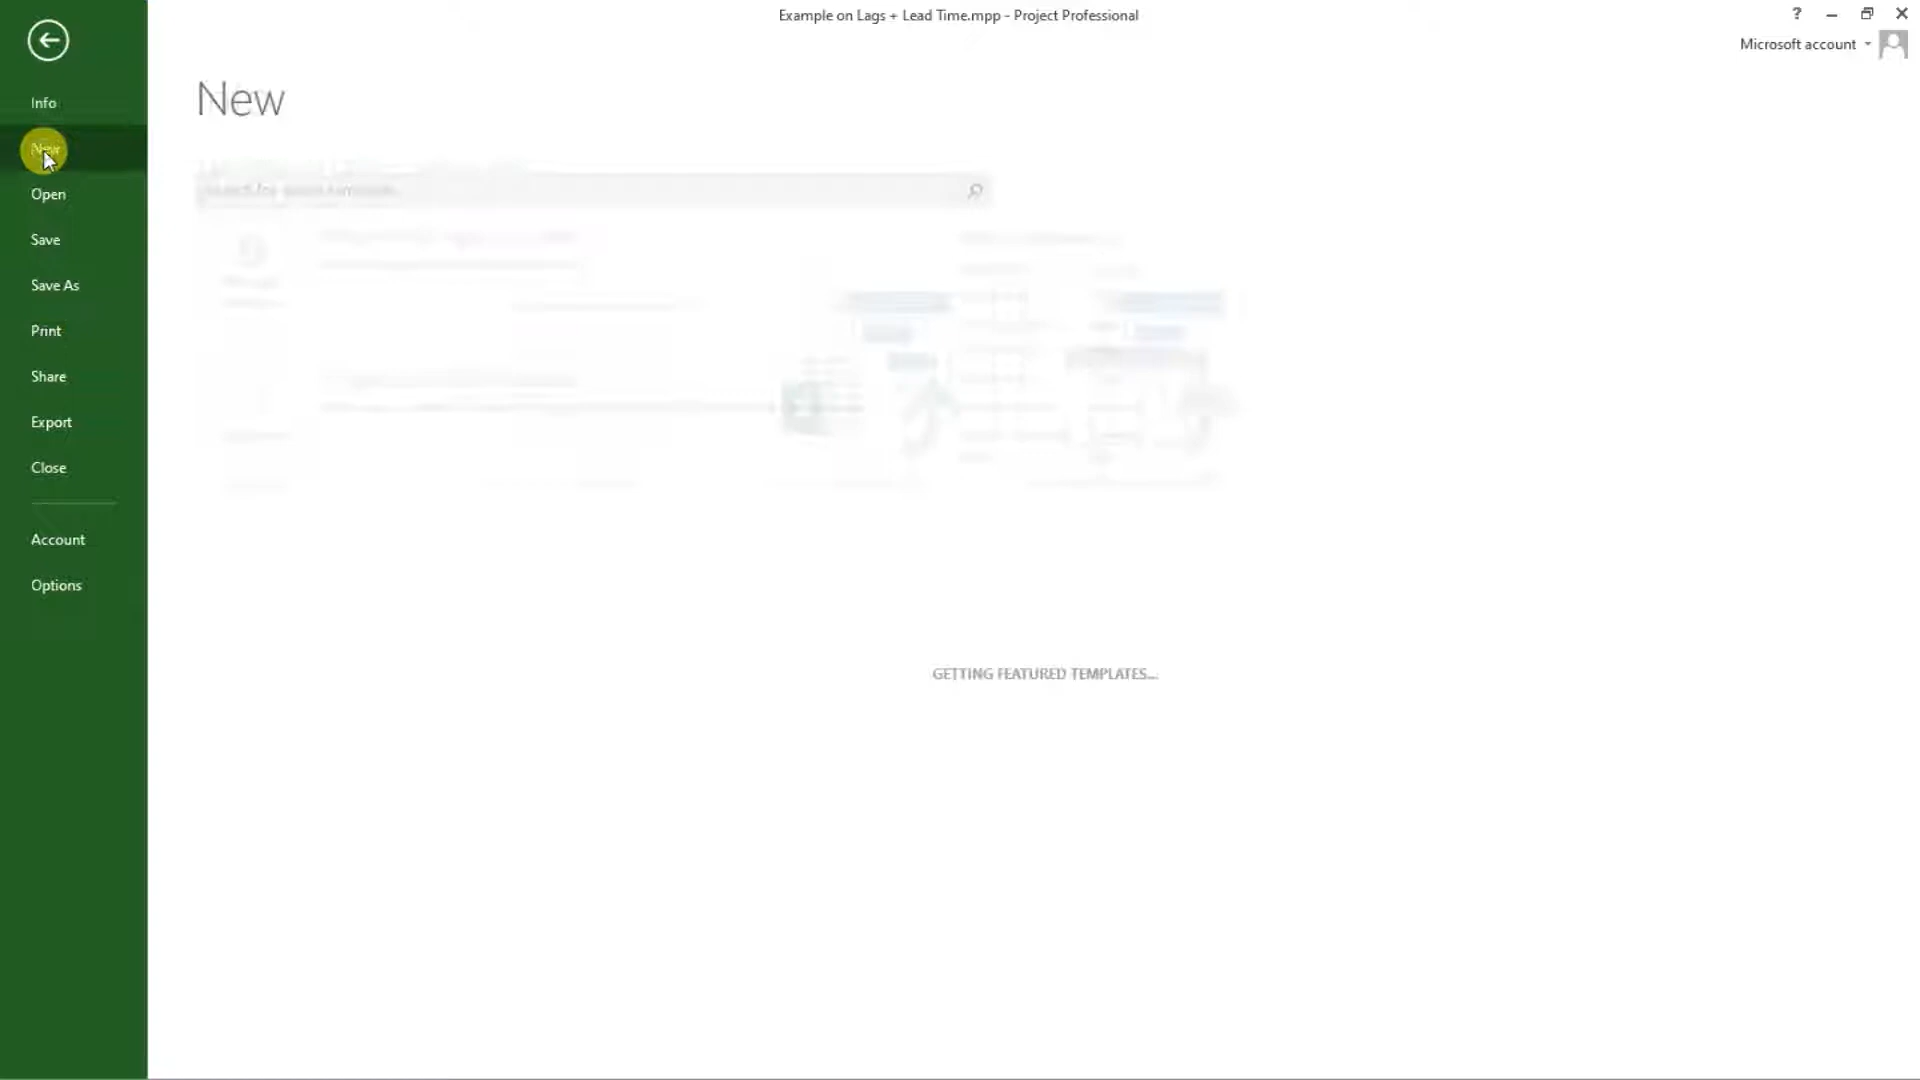 Example on Lags + Lead Time.mpp - Project Professional
?
Microsoft account
Info
New
New
Open
Save
Save As
Print
Share
Export
Close
Account
Options
GETTING FEATURED TEMPLATES...